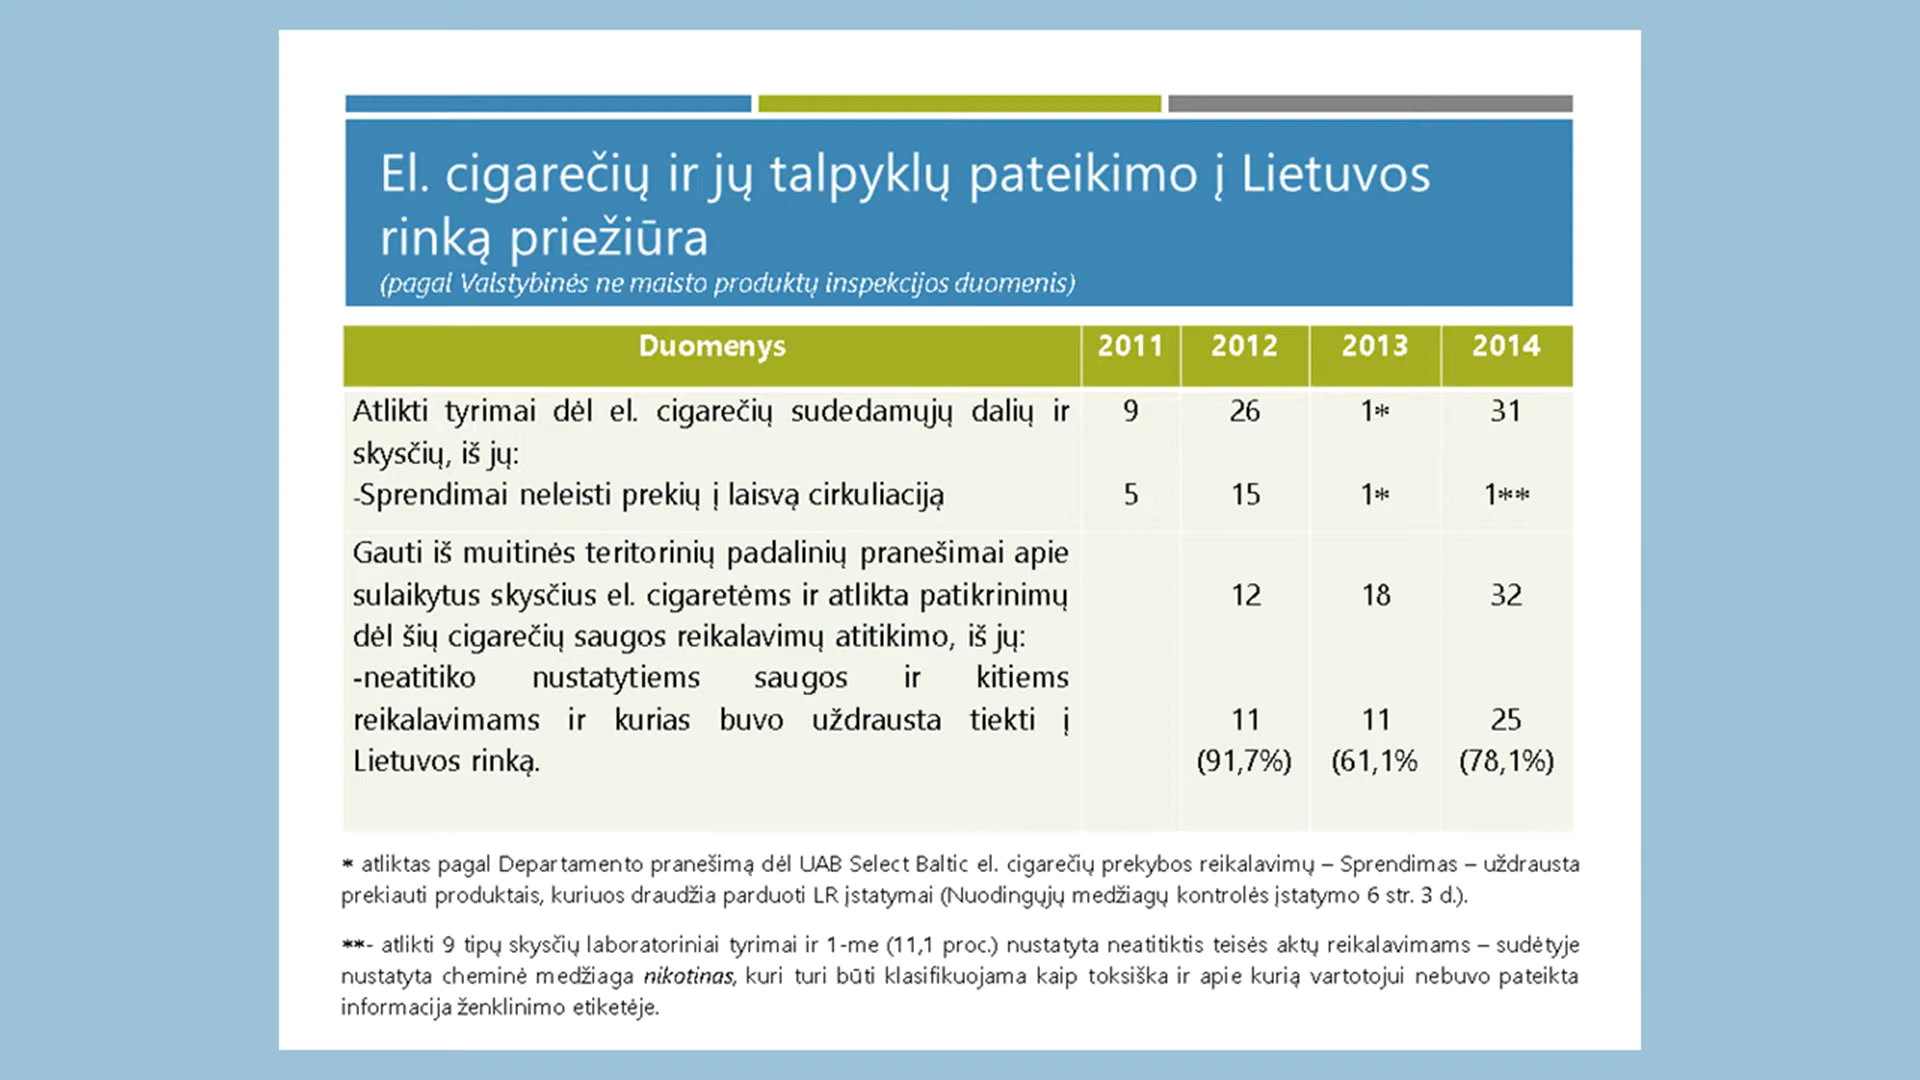 El. cigarečių ir jų talpyklų pateikimo į Lietuvos
rinką priežiūra
(pagal Valstybinės ne maisto produktų inspekcijos duomenis)
Duomenys 2011 2012 2013 2014
Atlikti tyrimai dėl el. cigarečių sudedamųjų dalių ir 9 26 1* 31
skysčių, iš jų:
-Sprendimai neleisti prekių į laisvą cirkuliaciją 5 15 1* 1**
Gauti iš muitinės teritorinių padalinių pranešimai apie
sulaikytus skysčius el. cigaretėms ir atlikta patikrinimų 12 18 32
dėl šių cigarečių saugos reikalavimų atitikimo, iš jų:
-neatitiko nustatytiems saugos ir kitiems
reikalavimams ir kurias buvo uždrausta tiekti į 11 11 25
Lietuvos rinką. (91,7%) (61,1% (78,1%)
* atliktas pagal Departamento pranešimą dėl UAB Select Baltic el. cigarečių prekybos reikalavimų – Sprendimas – uždrausta
prekiauti produktais, kuriuos draudžia parduoti LR įstatymai (Nuodingųjų medžiagų kontrolės įstatymo 6 str. 3 d.).
**- atlikti 9 tipų skysčių laboratoriniai tyrimai ir 1-me (11,1 proc.) nustatyta neatitiktis teisės aktų reikalavimams – sudėtyje
nustatyta cheminė medžiaga nikotinas, kuri turi būti klasifikuojama kaip toksiška ir apie kurią vartotojui nebuvo pateikta
informacija ženklinimo etiketėje.